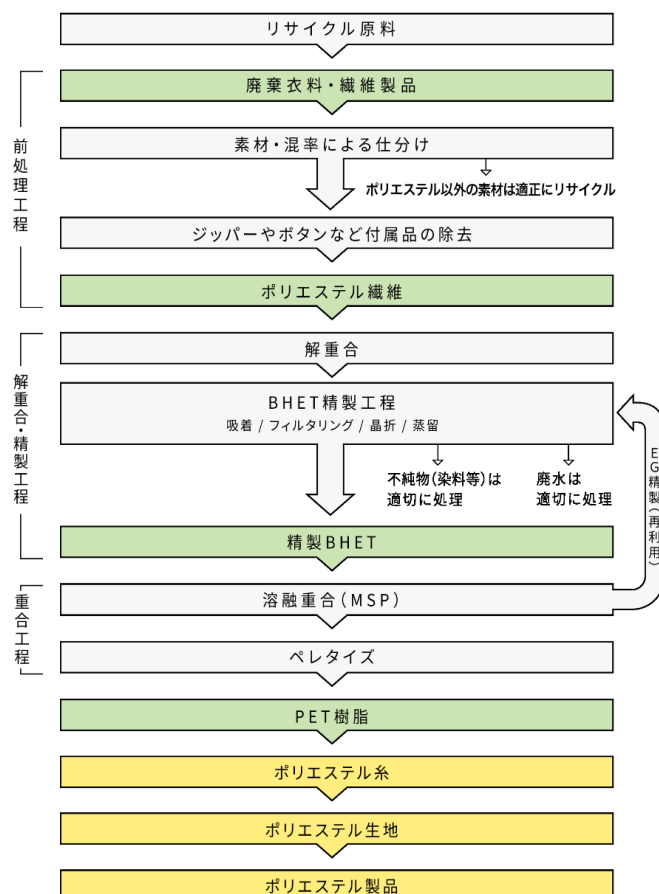 リサイクル原料
廃棄衣料・繊維製品
素材・混率による仕分け
ポリエステル以外の素材は適正にリサイクル
ジッパーやボタンなど付属品の除去
ポリエステル繊維
前処理工程
解重合
BHET精製工程
吸着 / フィルタリング / 晶折 / 蒸留
不純物(染料等)は
適切に処理
廃水は
適切に処理
精製BHET
解重合・精製工程
EG精製(再利用)
溶融重合(MSP)
ペレタイズ
重合工程
PET樹脂
ポリエステル糸
ポリエステル生地
ポリエステル製品